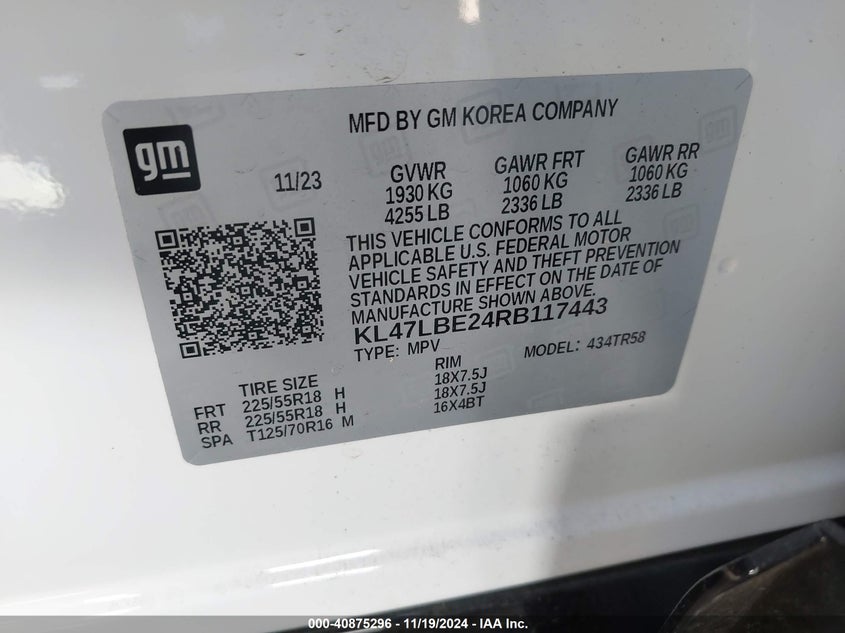 MFD BY GM KOREA COMPANY
gm
11/23
GVWR
1930 KG
4255 LB
GAWR FRT
1060 KG
2336 LB
GAWR RR
1060 KG
2336 LB
THIS VEHICLE CONFORMS TO ALL
APPLICABLE U.S. FEDERAL MOTOR
VEHICLE SAFETY AND THEFT PREVENTION
STANDARDS IN EFFECT ON THE DATE OF
MANUFACTURE SHOWN ABOVE.
KL47LBE24RB117443
TYPE: MPV MODEL: 434TR58
TIRE SIZE RIM
FRT 225/55R18 H 18X7.5J
RR 225/55R18 H 18X7.5J
SPA T125/70R16 M 16X4BT
000-40875296 - 11/19/2024 - IAA Inc.